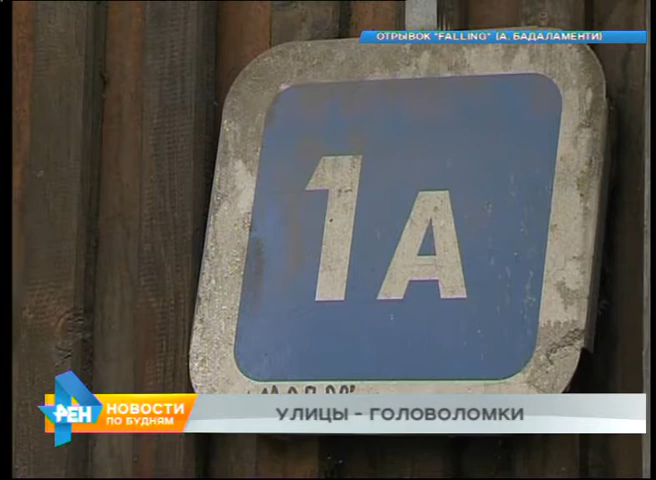 ОТРЫВОК "FALLING" (А. БАДАЛАМЕНТИ)
1А
РЕН
НОВОСТИ
ПО БУДНЯМ
УЛИЦЫ - ГОЛОВОЛОМКИ